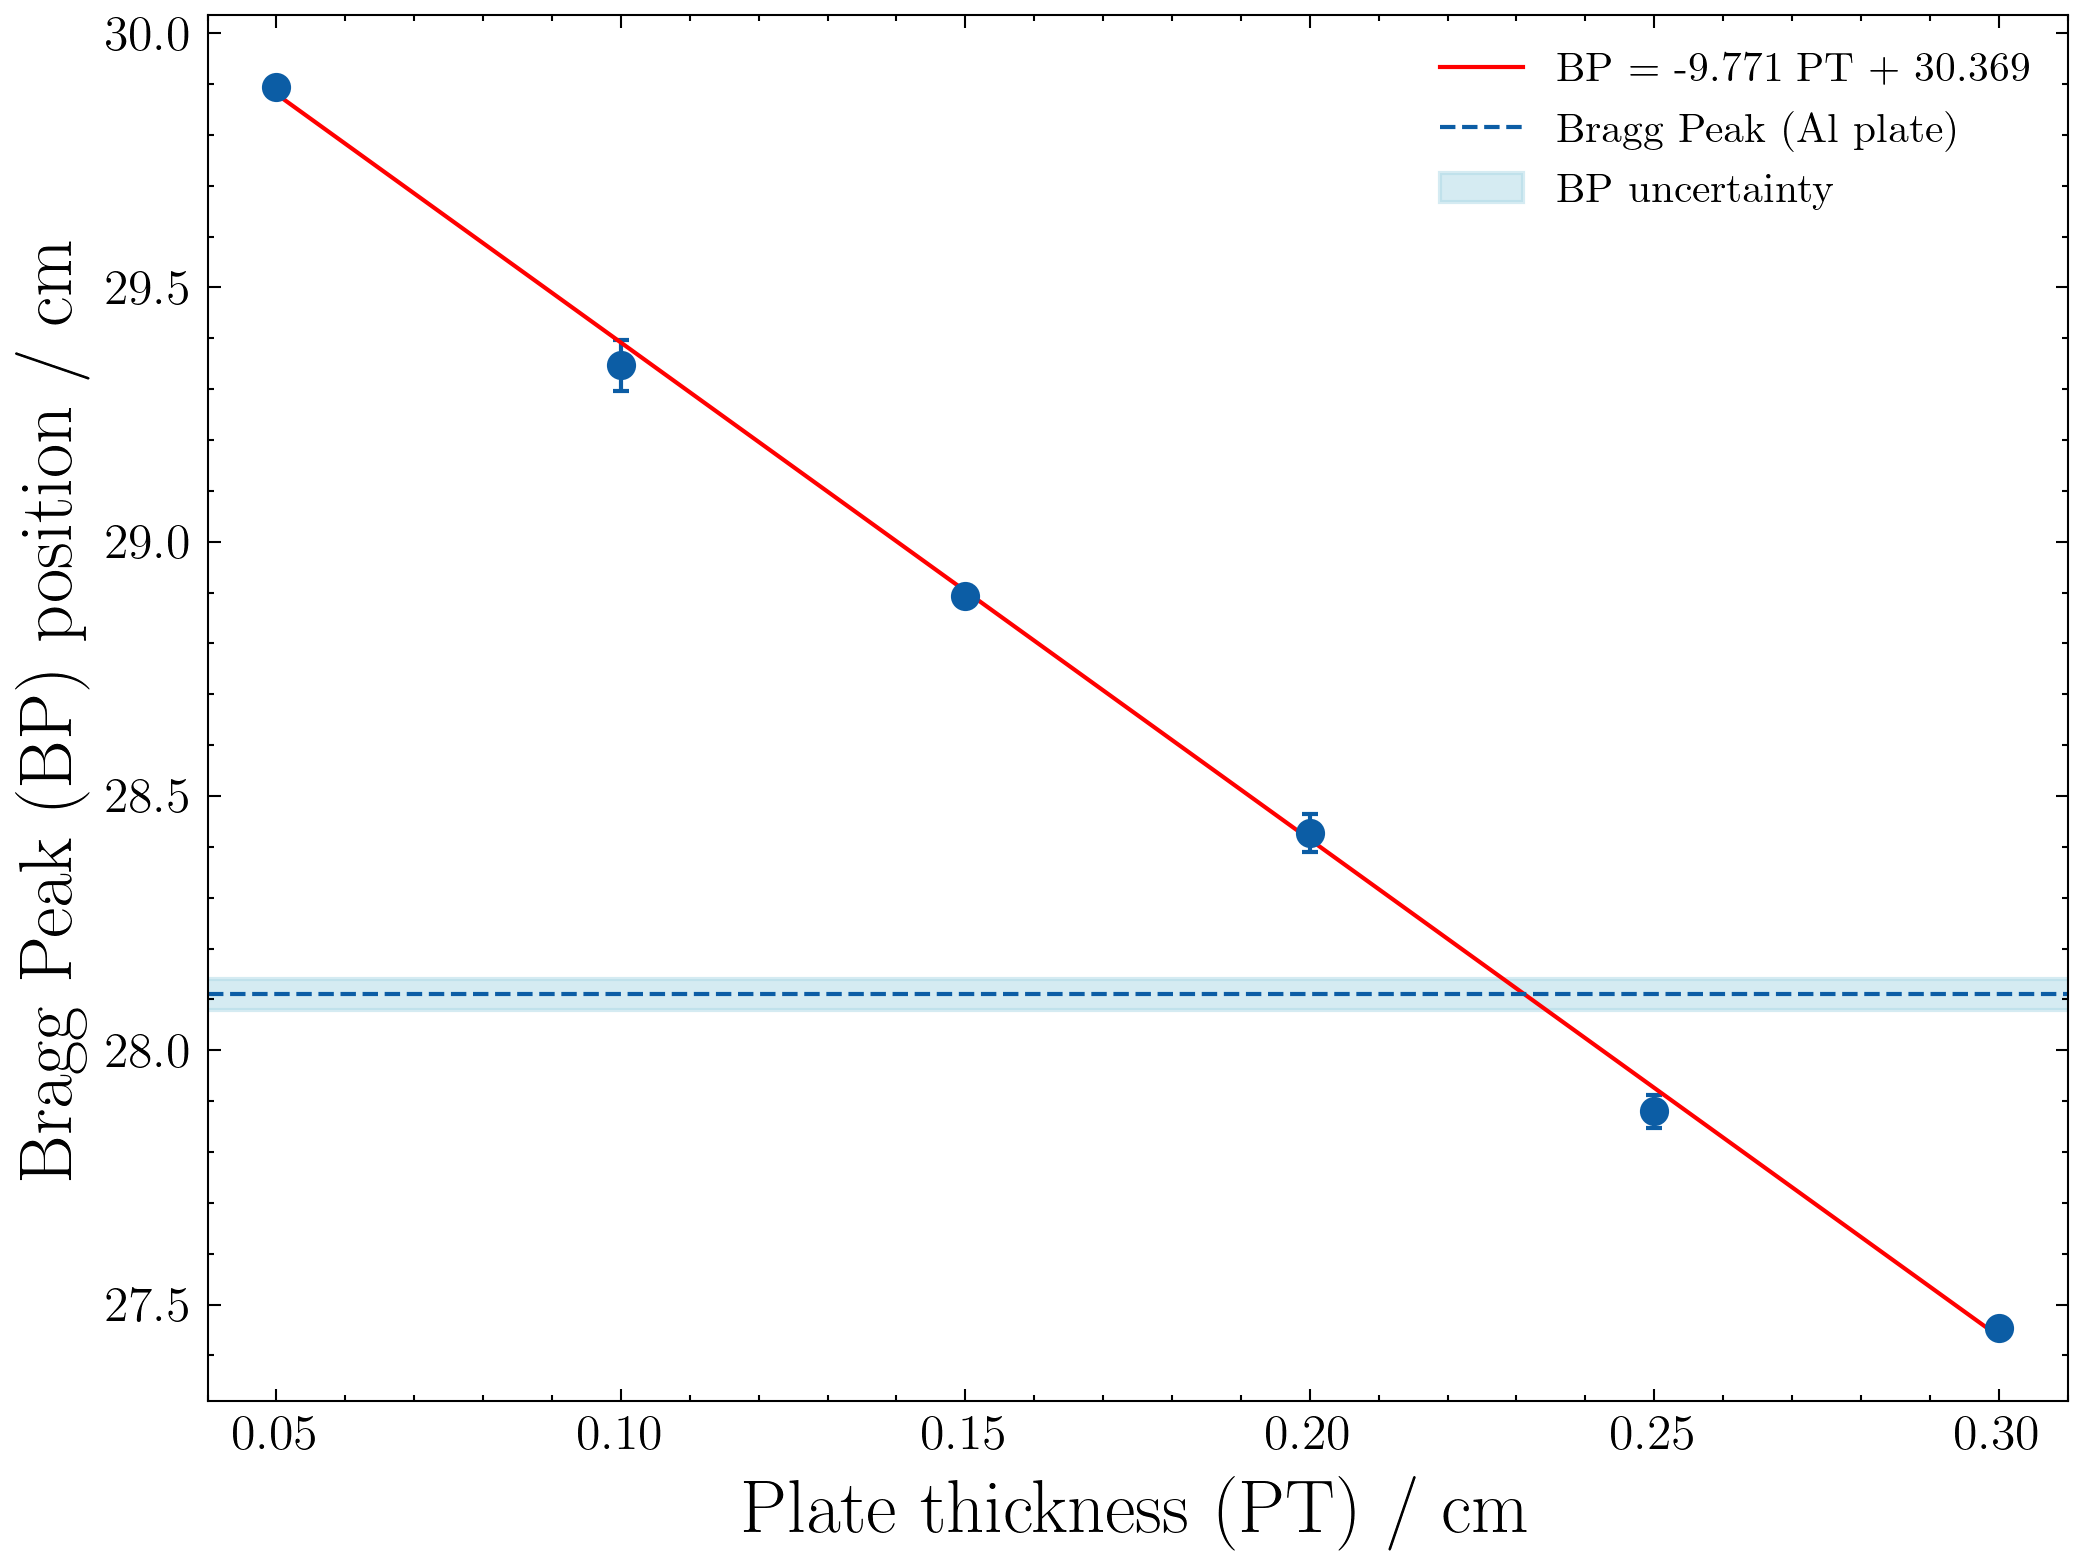 BP = -9.771 PT + 30.369
Bragg Peak (Al plate)
BP uncertainty
Bragg Peak (BP) position / cm
30.0
29.5
29.0
28.5
28.0
27.5
0.05 0.10 0.15 0.20 0.25 0.30
Plate thickness (PT) / cm